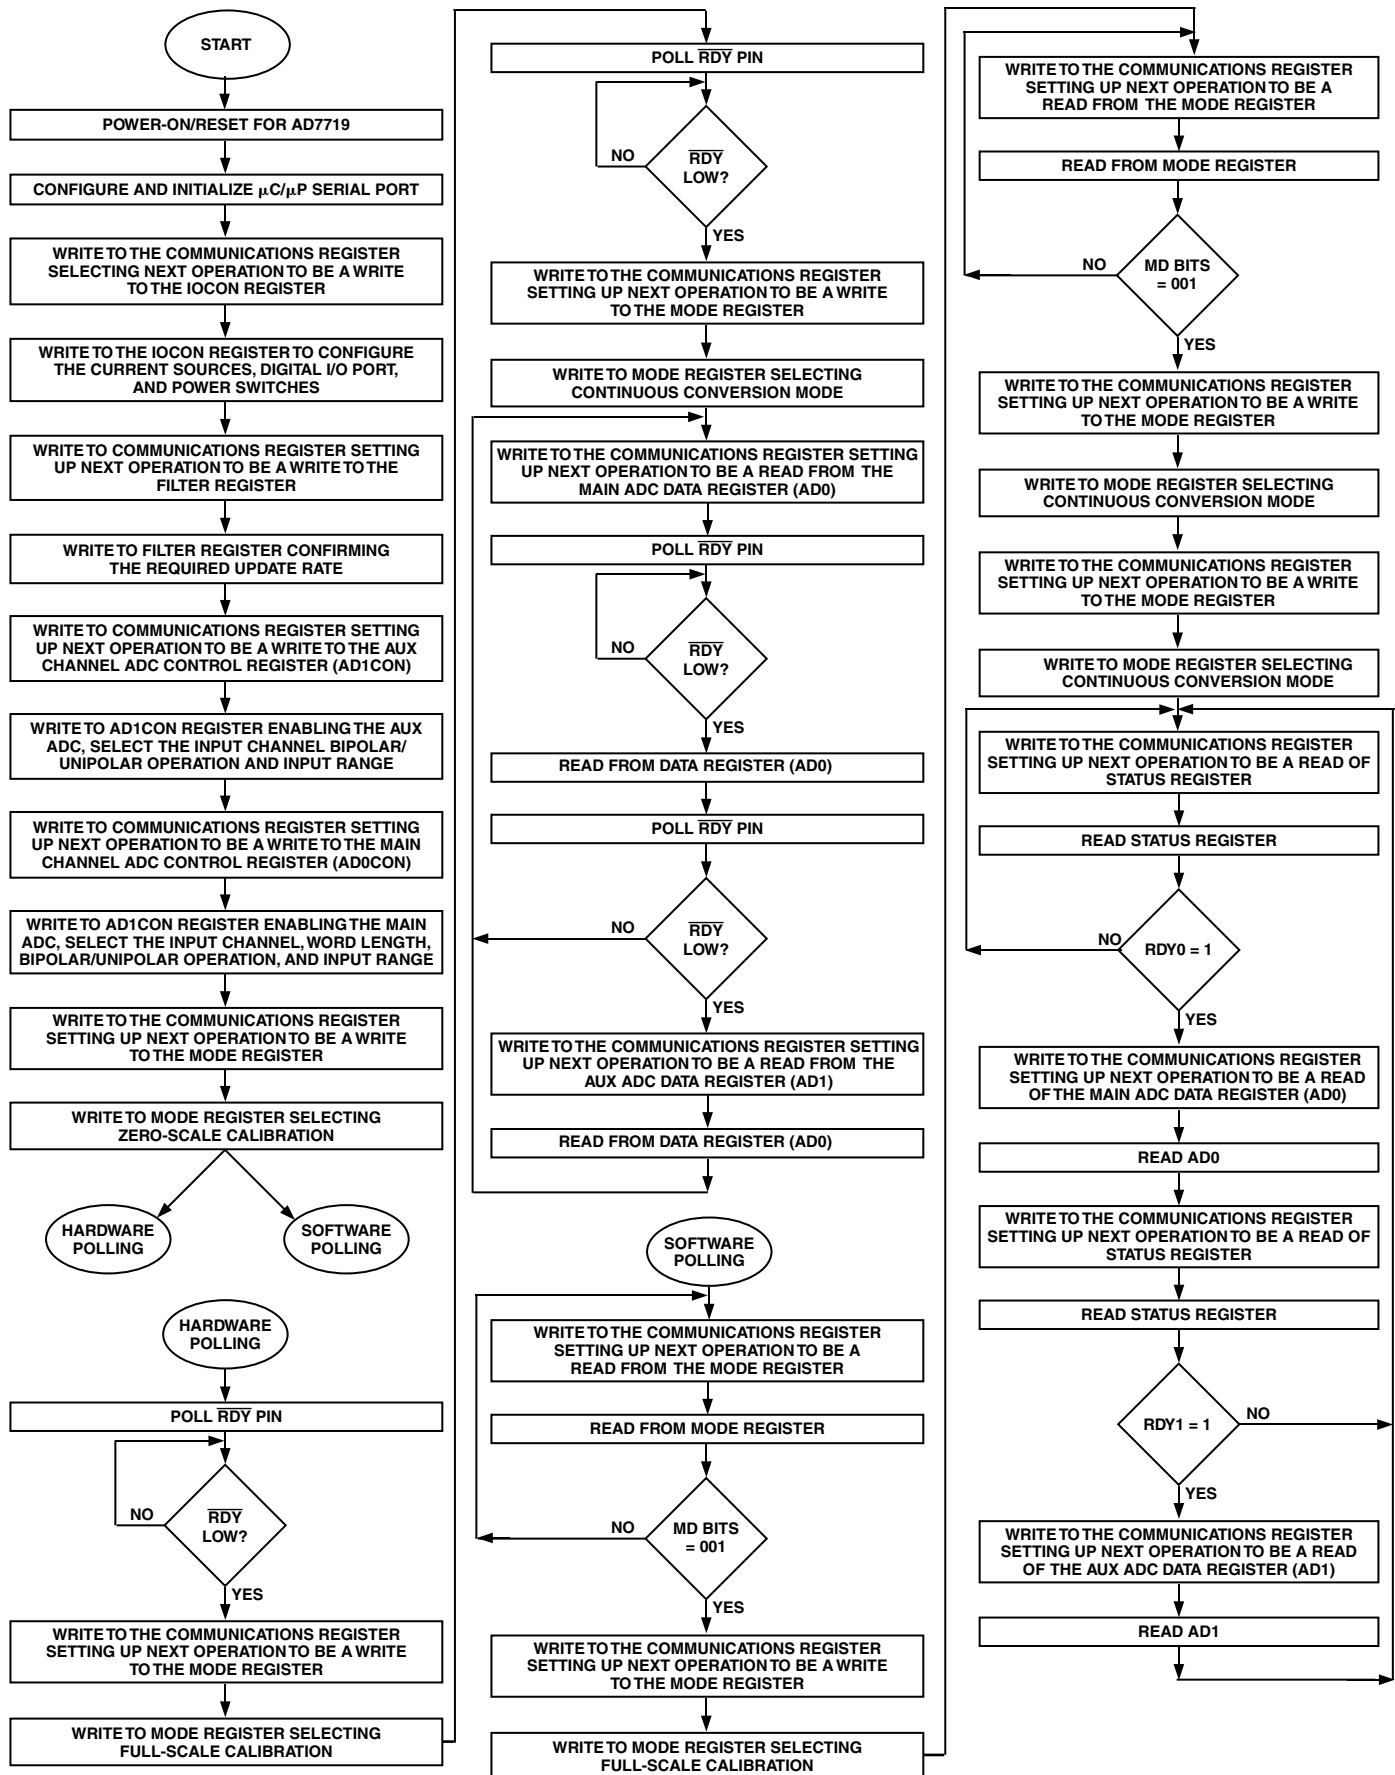 START
POWER-ON/RESET FOR AD7719
CONFIGURE AND INITIALIZE μC/μP SERIAL PORT
WRITE TO THE COMMUNICATIONS REGISTER
SELECTING NEXT OPERATION TO BE A WRITE
TO THE IOCON REGISTER
WRITE TO THE IOCON REGISTER TO CONFIGURE
THE CURRENT SOURCES, DIGITAL I/O PORT,
AND POWER SWITCHES
WRITE TO COMMUNICATIONS REGISTER SETTING
UP NEXT OPERATION TO BE A WRITE TO THE
FILTER REGISTER
WRITE TO FILTER REGISTER CONFIRMING
THE REQUIRED UPDATE RATE
WRITE TO COMMUNICATIONS REGISTER SETTING
UP NEXT OPERATION TO BE A WRITE TO THE AUX
CHANNEL ADC CONTROL REGISTER (AD1CON)
WRITE TO AD1CON REGISTER ENABLING THE AUX
ADC, SELECT THE INPUT CHANNEL BIPOLAR/
UNIPOLAR OPERATION AND INPUT RANGE
WRITE TO COMMUNICATIONS REGISTER SETTING
UP NEXT OPERATION TO BE A WRITE TO THE MAIN
CHANNEL ADC CONTROL REGISTER (AD0CON)
WRITE TO AD1CON REGISTER ENABLING THE MAIN
ADC, SELECT THE INPUT CHANNEL, WORD LENGTH,
BIPOLAR/UNIPOLAR OPERATION, AND INPUT RANGE
WRITE TO THE COMMUNICATIONS REGISTER
SETTING UP NEXT OPERATION TO BE A WRITE
TO THE MODE REGISTER
WRITE TO MODE REGISTER SELECTING
ZERO-SCALE CALIBRATION
HARDWARE
POLLING
SOFTWARE
POLLING
HARDWARE
POLLING
POLL RDY PIN
NO
RDY
LOW?
YES
WRITE TO THE COMMUNICATIONS REGISTER
SETTING UP NEXT OPERATION TO BE A WRITE
TO THE MODE REGISTER
WRITE TO MODE REGISTER SELECTING
FULL-SCALE CALIBRATION
POLL RDY PIN
NO
RDY
LOW?
YES
WRITE TO THE COMMUNICATIONS REGISTER
SETTING UP NEXT OPERATION TO BE A WRITE
TO THE MODE REGISTER
WRITE TO MODE REGISTER SELECTING
CONTINUOUS CONVERSION MODE
WRITE TO THE COMMUNICATIONS REGISTER SETTING
UP NEXT OPERATION TO BE A READ FROM THE
MAIN ADC DATA REGISTER (AD0)
POLL RDY PIN
NO
RDY
LOW?
YES
READ FROM DATA REGISTER (AD0)
POLL RDY PIN
NO
RDY
LOW?
YES
WRITE TO THE COMMUNICATIONS REGISTER SETTING
UP NEXT OPERATION TO BE A READ FROM THE
AUX ADC DATA REGISTER (AD1)
READ FROM DATA REGISTER (AD0)
SOFTWARE
POLLING
WRITE TO THE COMMUNICATIONS REGISTER
SETTING UP NEXT OPERATION TO BE A
READ FROM THE MODE REGISTER
READ FROM MODE REGISTER
NO
MD BITS
= 001
YES
WRITE TO THE COMMUNICATIONS REGISTER
SETTING UP NEXT OPERATION TO BE A WRITE
TO THE MODE REGISTER
WRITE TO MODE REGISTER SELECTING
FULL-SCALE CALIBRATION
WRITE TO THE COMMUNICATIONS REGISTER
SETTING UP NEXT OPERATION TO BE A
READ FROM THE MODE REGISTER
READ FROM MODE REGISTER
NO
MD BITS
= 001
YES
WRITE TO THE COMMUNICATIONS REGISTER
SETTING UP NEXT OPERATION TO BE A WRITE
TO THE MODE REGISTER
WRITE TO MODE REGISTER SELECTING
CONTINUOUS CONVERSION MODE
WRITE TO THE COMMUNICATIONS REGISTER
SETTING UP NEXT OPERATION TO BE A WRITE
TO THE MODE REGISTER
WRITE TO MODE REGISTER SELECTING
CONTINUOUS CONVERSION MODE
WRITE TO THE COMMUNICATIONS REGISTER
SETTING UP NEXT OPERATION TO BE A READ OF
STATUS REGISTER
READ STATUS REGISTER
NO
RDY0 = 1
YES
WRITE TO THE COMMUNICATIONS REGISTER
SETTING UP NEXT OPERATION TO BE A READ
OF THE MAIN ADC DATA REGISTER (AD0)
READ AD0
WRITE TO THE COMMUNICATIONS REGISTER
SETTING UP NEXT OPERATION TO BE A READ OF
STATUS REGISTER
READ STATUS REGISTER
RDY1 = 1
NO
YES
WRITE TO THE COMMUNICATIONS REGISTER
SETTING UP NEXT OPERATION TO BE A READ
OF THE AUX ADC DATA REGISTER (AD1)
READ AD1